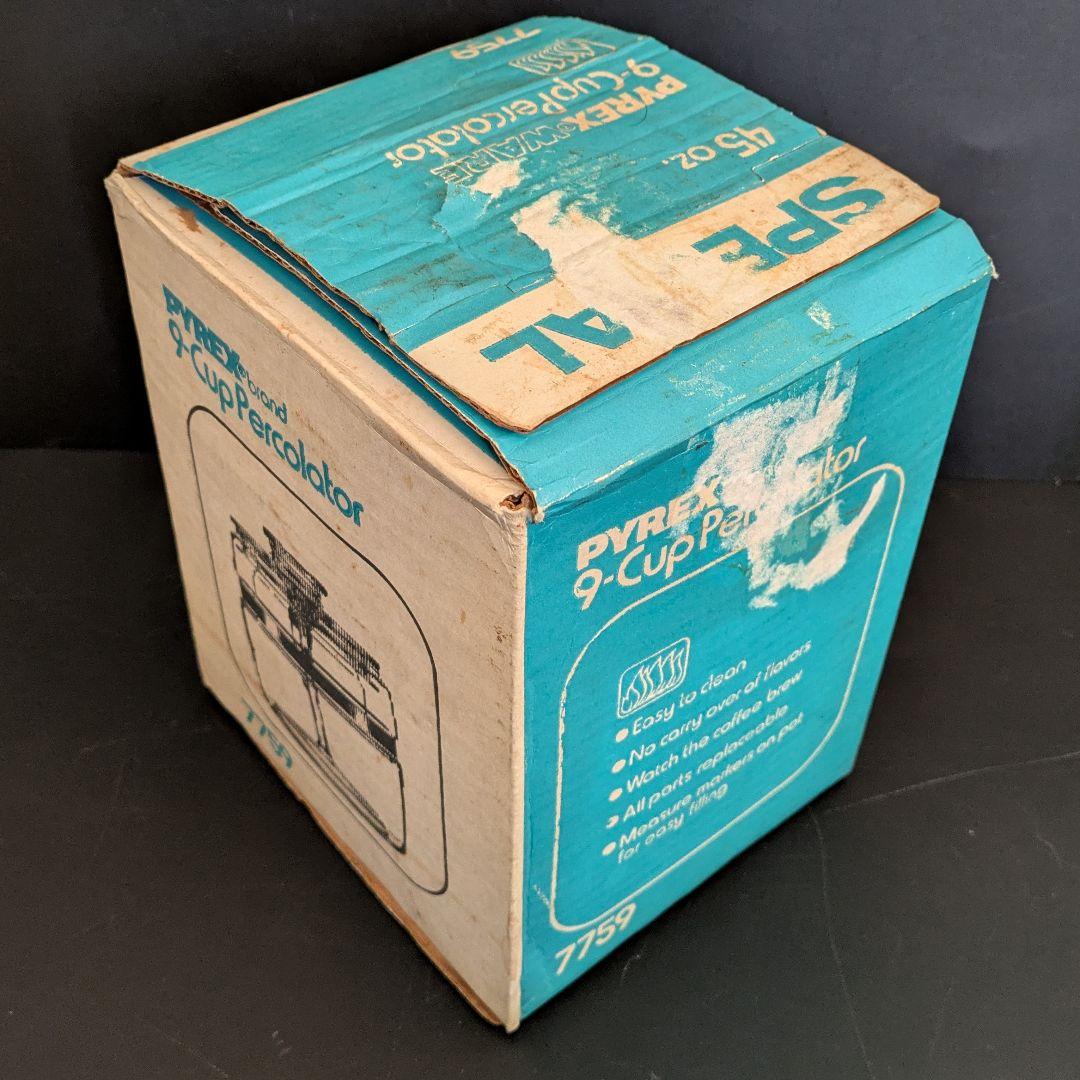 7759
PYREX® WARE
9-Cup Percolator
45 oz.
SPE AL
PYREX® brand
9-Cup Percolator
7759
PYREX
9-Cup Per ator
• Easy to clean
• No carry over of flavors
• Watch the coffee brew
• All parts replaceable
• Measure markers on pot
for easy filling
7759